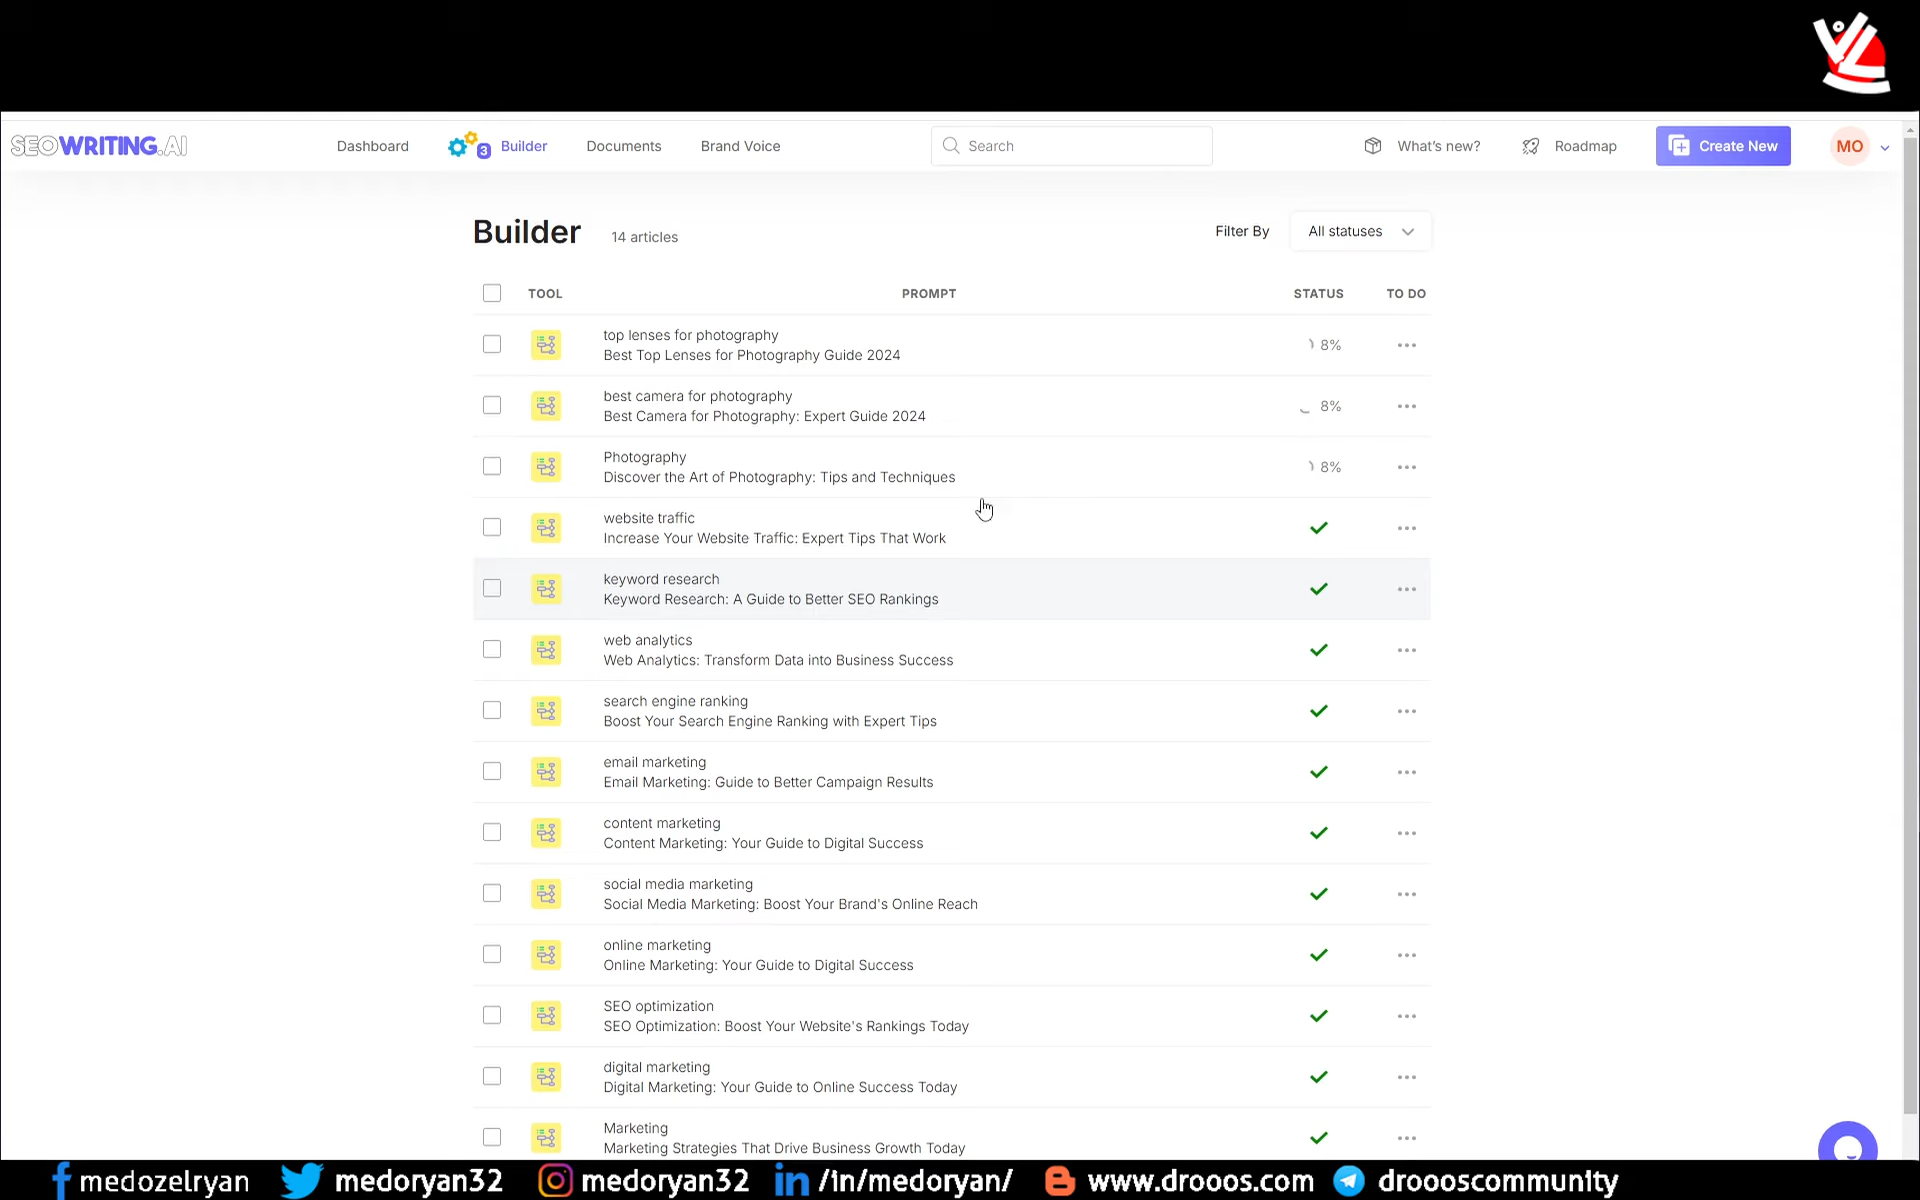 SEOWRITING.AI
Dashboard
3 Builder
Documents
Brand Voice
Search
What's new?
Roadmap
Create New
MO
Builder
14 articles
Filter By
All statuses
TOOL PROMPT STATUS TO DO
top lenses for photography
Best Top Lenses for Photography Guide 2024
8%
best camera for photography
Best Camera for Photography: Expert Guide 2024
8%
Photography
Discover the Art of Photography: Tips and Techniques
8%
website traffic
Increase Your Website Traffic: Expert Tips That Work
keyword research
Keyword Research: A Guide to Better SEO Rankings
web analytics
Web Analytics: Transform Data into Business Success
search engine ranking
Boost Your Search Engine Ranking with Expert Tips
email marketing
Email Marketing: Guide to Better Campaign Results
content marketing
Content Marketing: Your Guide to Digital Success
social media marketing
Social Media Marketing: Boost Your Brand's Online Reach
online marketing
Online Marketing: Your Guide to Digital Success
SEO optimization
SEO Optimization: Boost Your Website's Rankings Today
digital marketing
Digital Marketing: Your Guide to Online Success Today
Marketing
Marketing Strategies That Drive Business Growth Today
medozelryan
medoryan32
medoryan32
/in/medoryan/
www.drooos.com
droooscommunity